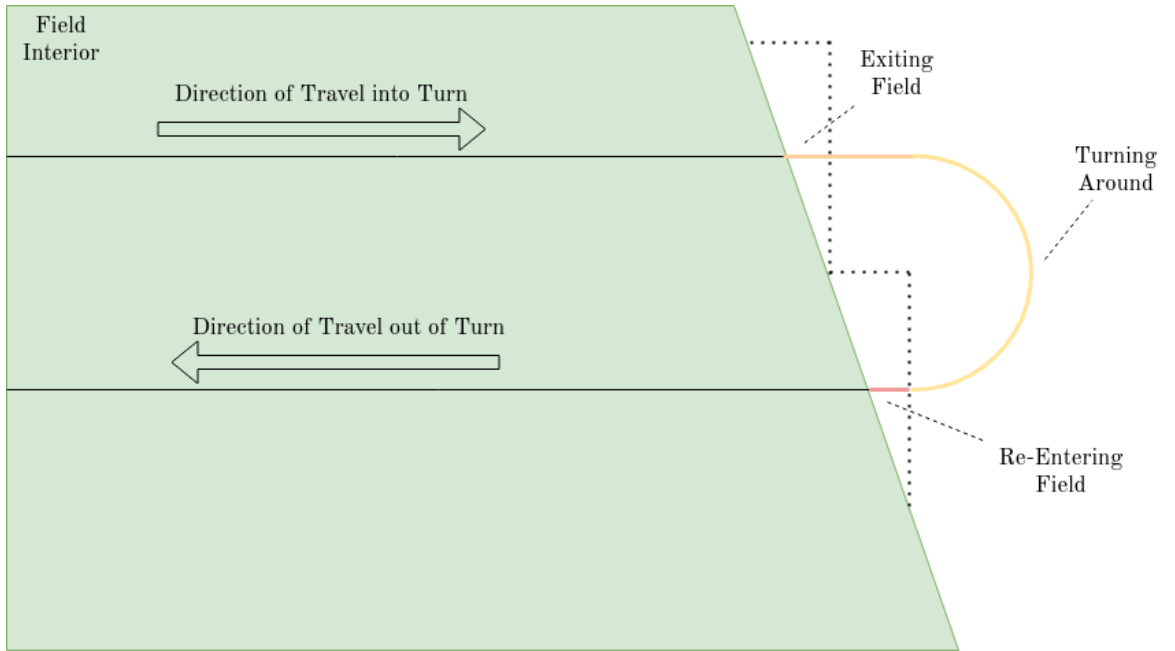 Field
Interior
Direction of Travel into Turn
Exiting
Field
Turning
Around
Direction of Travel out of Turn
Re-Entering
Field